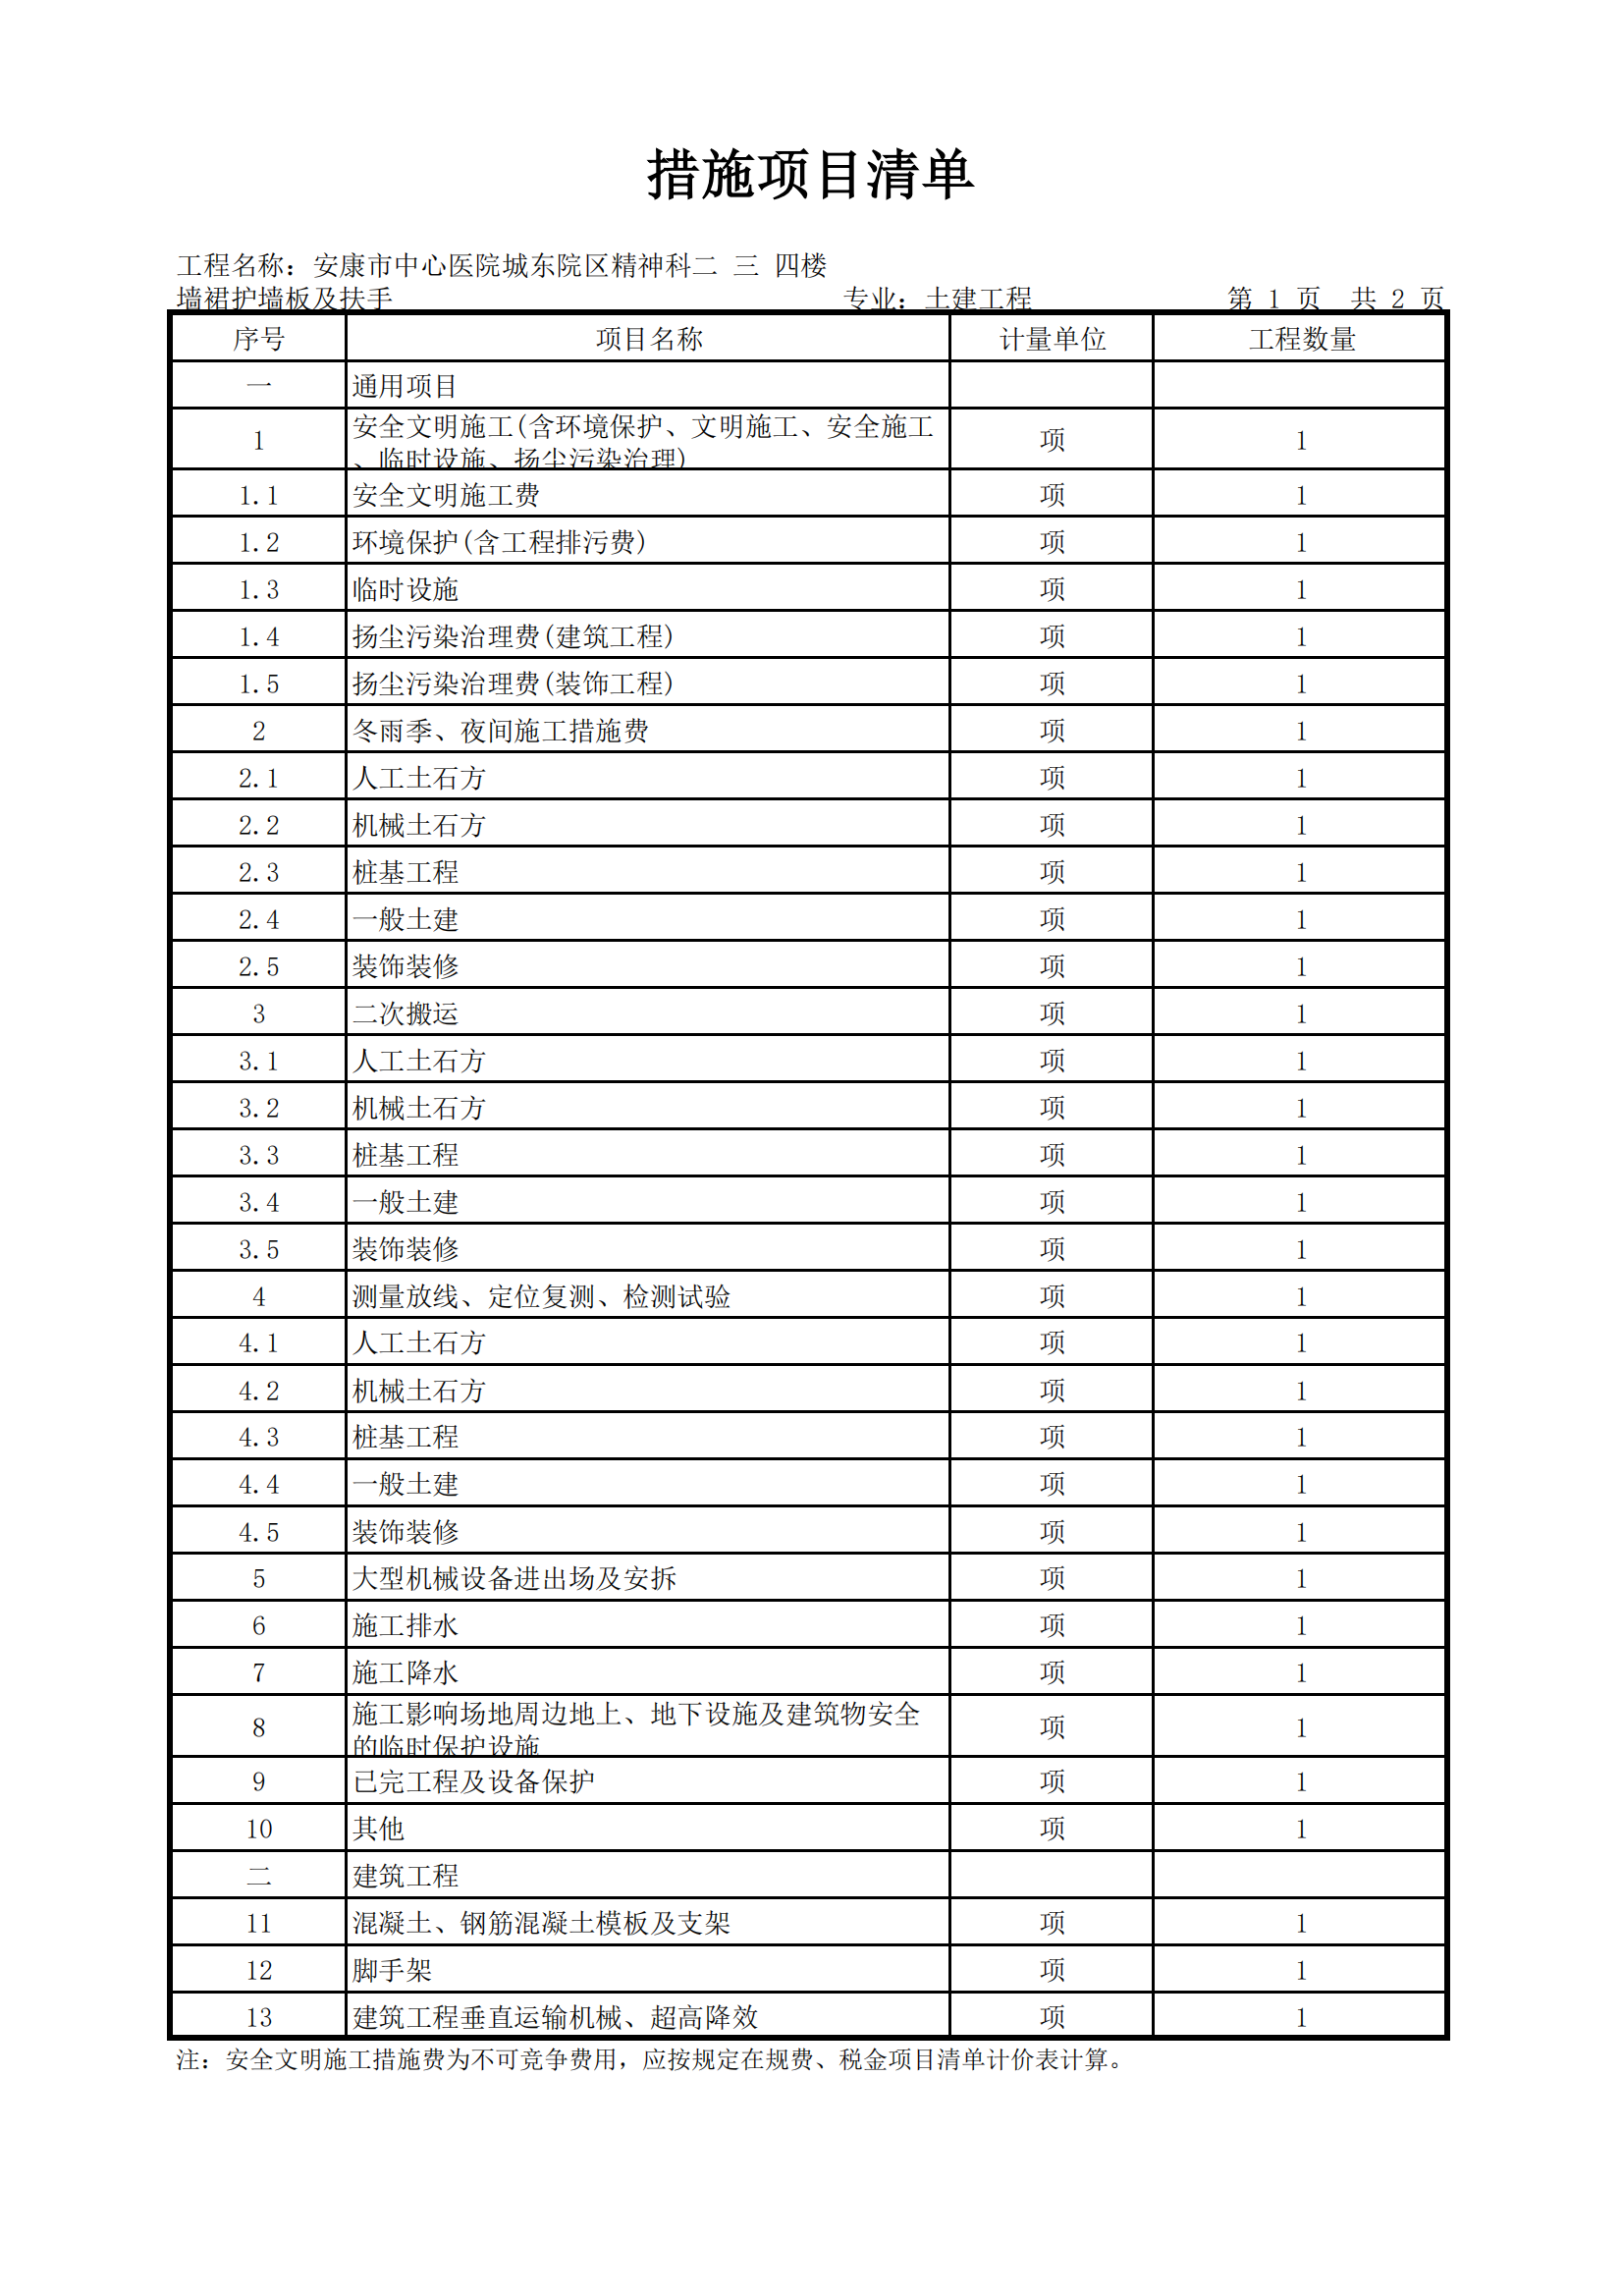 措施项目清单
工程名称：安康市中心医院城东院区精神科二 三 四楼
墙裙护墙板及扶手 专业：土建工程 第 1 页 共 2 页
序号 项目名称 计量单位 工程数量
一 通用项目
1 安全文明施工(含环境保护、文明施工、安全施工 项 1
、临时设施、扬尘污染治理)
1.1 安全文明施工费 项 1
1.2 环境保护(含工程排污费) 项 1
1.3 临时设施 项 1
1.4 扬尘污染治理费(建筑工程) 项 1
1.5 扬尘污染治理费(装饰工程) 项 1
2 冬雨季、夜间施工措施费 项 1
2.1 人工土石方 项 1
2.2 机械土石方 项 1
2.3 桩基工程 项 1
2.4 一般土建 项 1
2.5 装饰装修 项 1
3 二次搬运 项 1
3.1 人工土石方 项 1
3.2 机械土石方 项 1
3.3 桩基工程 项 1
3.4 一般土建 项 1
3.5 装饰装修 项 1
4 测量放线、定位复测、检测试验 项 1
4.1 人工土石方 项 1
4.2 机械土石方 项 1
4.3 桩基工程 项 1
4.4 一般土建 项 1
4.5 装饰装修 项 1
5 大型机械设备进出场及安拆 项 1
6 施工排水 项 1
7 施工降水 项 1
8 施工影响场地周边地上、地下设施及建筑物安全 项 1
的临时保护设施
9 已完工程及设备保护 项 1
10 其他 项 1
二 建筑工程
11 混凝土、钢筋混凝土模板及支架 项 1
12 脚手架 项 1
13 建筑工程垂直运输机械、超高降效 项 1
注：安全文明施工措施费为不可竞争费用，应按规定在规费、税金项目清单计价表计算。